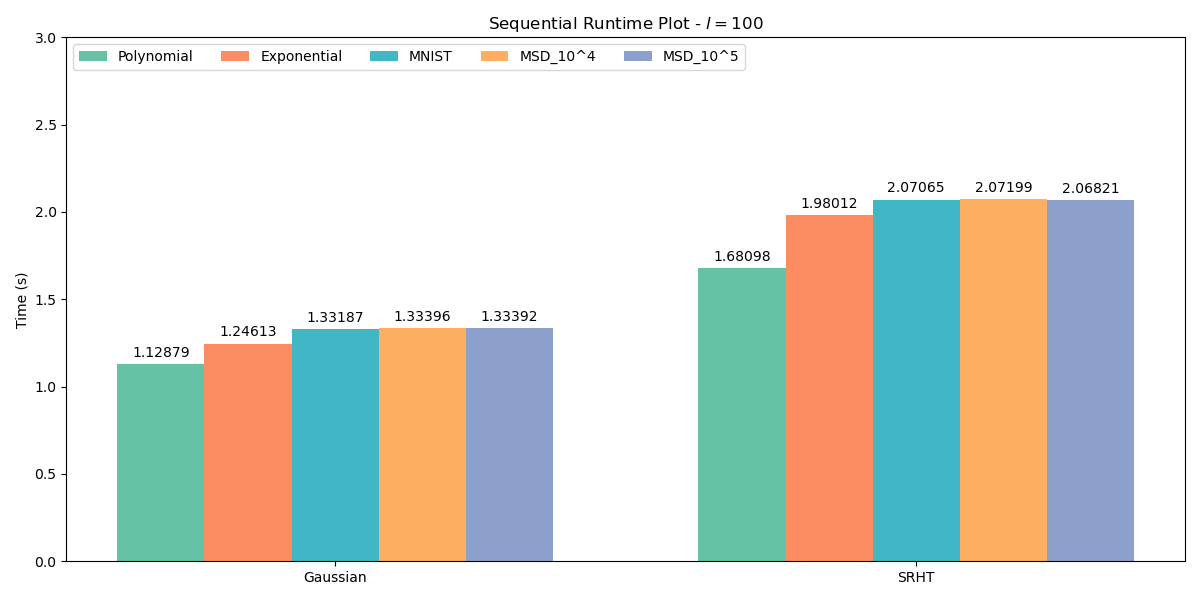 Sequential Runtime Plot - l = 100
3.0
Polynomial Exponential MNIST MSD_10^4 MSD_10^5
2.5
2.07065 2.07199 2.06821
2.0
1.98012
1.68098
1.5
Time (s)
1.33187 1.33396 1.33392
1.24613
1.12879
1.0
0.5
0.0
Gaussian SRHT